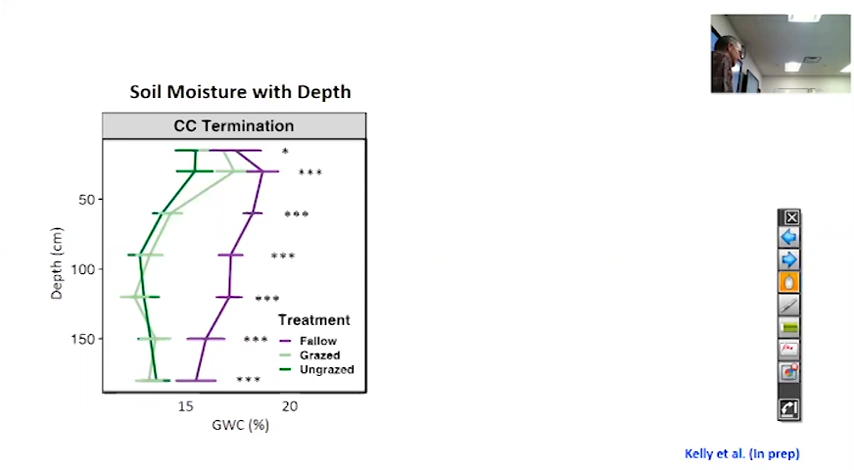 Soil Moisture with Depth
CC Termination
*
***
50
***
***
100
***
Treatment
150
***
Fallow
Grazed
Ungrazed
***
15 20
Depth (cm)
GWC (%)
Kelly et al. (In prep)